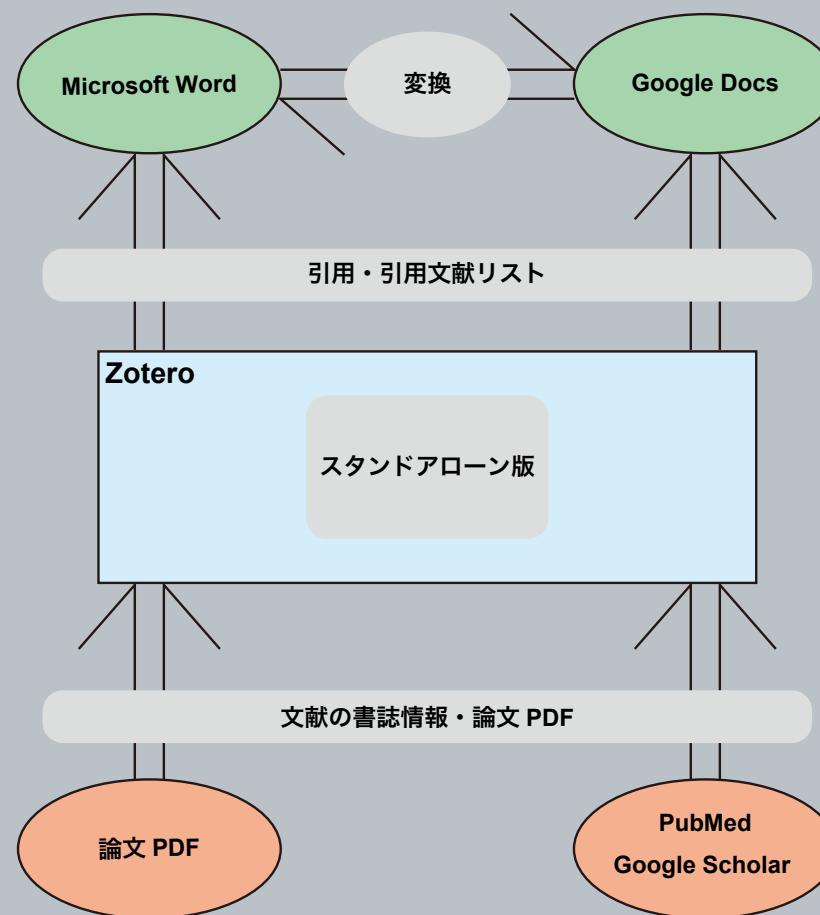 Microsoft Word
変換
Google Docs
引用・引用文献リスト
Zotero
スタンドアローン版
文献の書誌情報・論文 PDF
論文 PDF
PubMed
Google Scholar